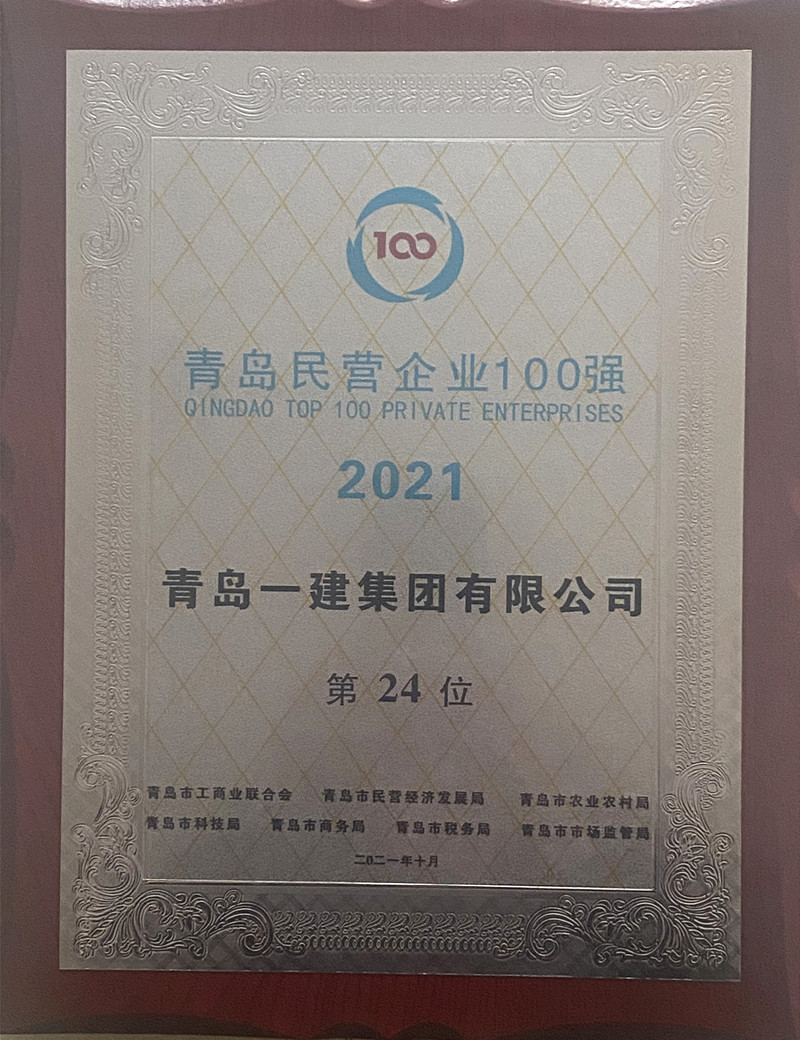 100
青岛民营企业100强
QINGDAO TOP 100 PRIVATE ENTERPRISES
2021
青岛一建集团有限公司
第 24 位
青岛市工商业联合会 青岛市民营经济发展局 青岛市农业农村局
青岛市科技局 青岛市商务局 青岛市税务局 青岛市市场监管局
二〇二一年十月